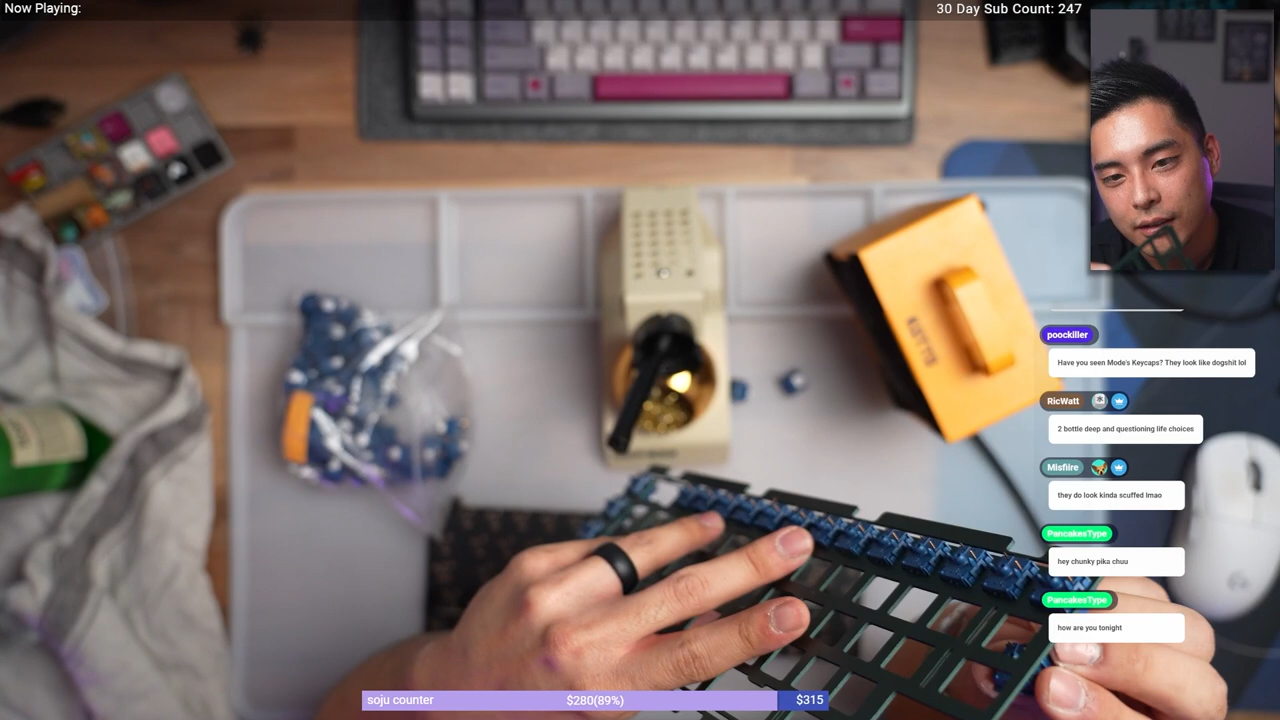 Now Playing:
30 Day Sub Count: 247
poockiller
Have you seen Mode's Keycaps? They look like dogshit lol
RicWatt
2 bottle deep and questioning life choices
Misfiire
they do look kinda scuffed lmao
PancakesType
hey chunky pika chuu
PancakesType
how are you tonight
soju counter
$280(89%)
$315